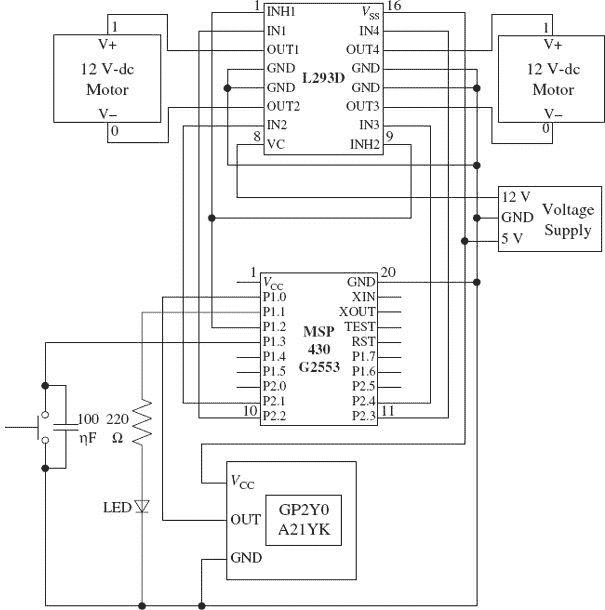 1 INH1 VSS 16
IN1 IN4
OUT1 OUT4
GND GND
L293D
GND GND
OUT2 OUT3
IN2 IN3
8 VC INH2 9
1
V+
12 V-dc
Motor
V−
0
1
V+
12 V-dc
Motor
V−
0
12 V
GND
5 V
Voltage
Supply
1 VCC GND 20
P1.0 XIN
P1.1 XOUT
P1.2 TEST
P1.3 RST
P1.4 P1.7
P1.5 P1.6
P2.0 P2.5
P2.1 P2.4
10 P2.2 P2.3 11
MSP
430
G2553
100
ηF
220
Ω
LED
VCC
OUT
GND
GP2Y0
A21YK